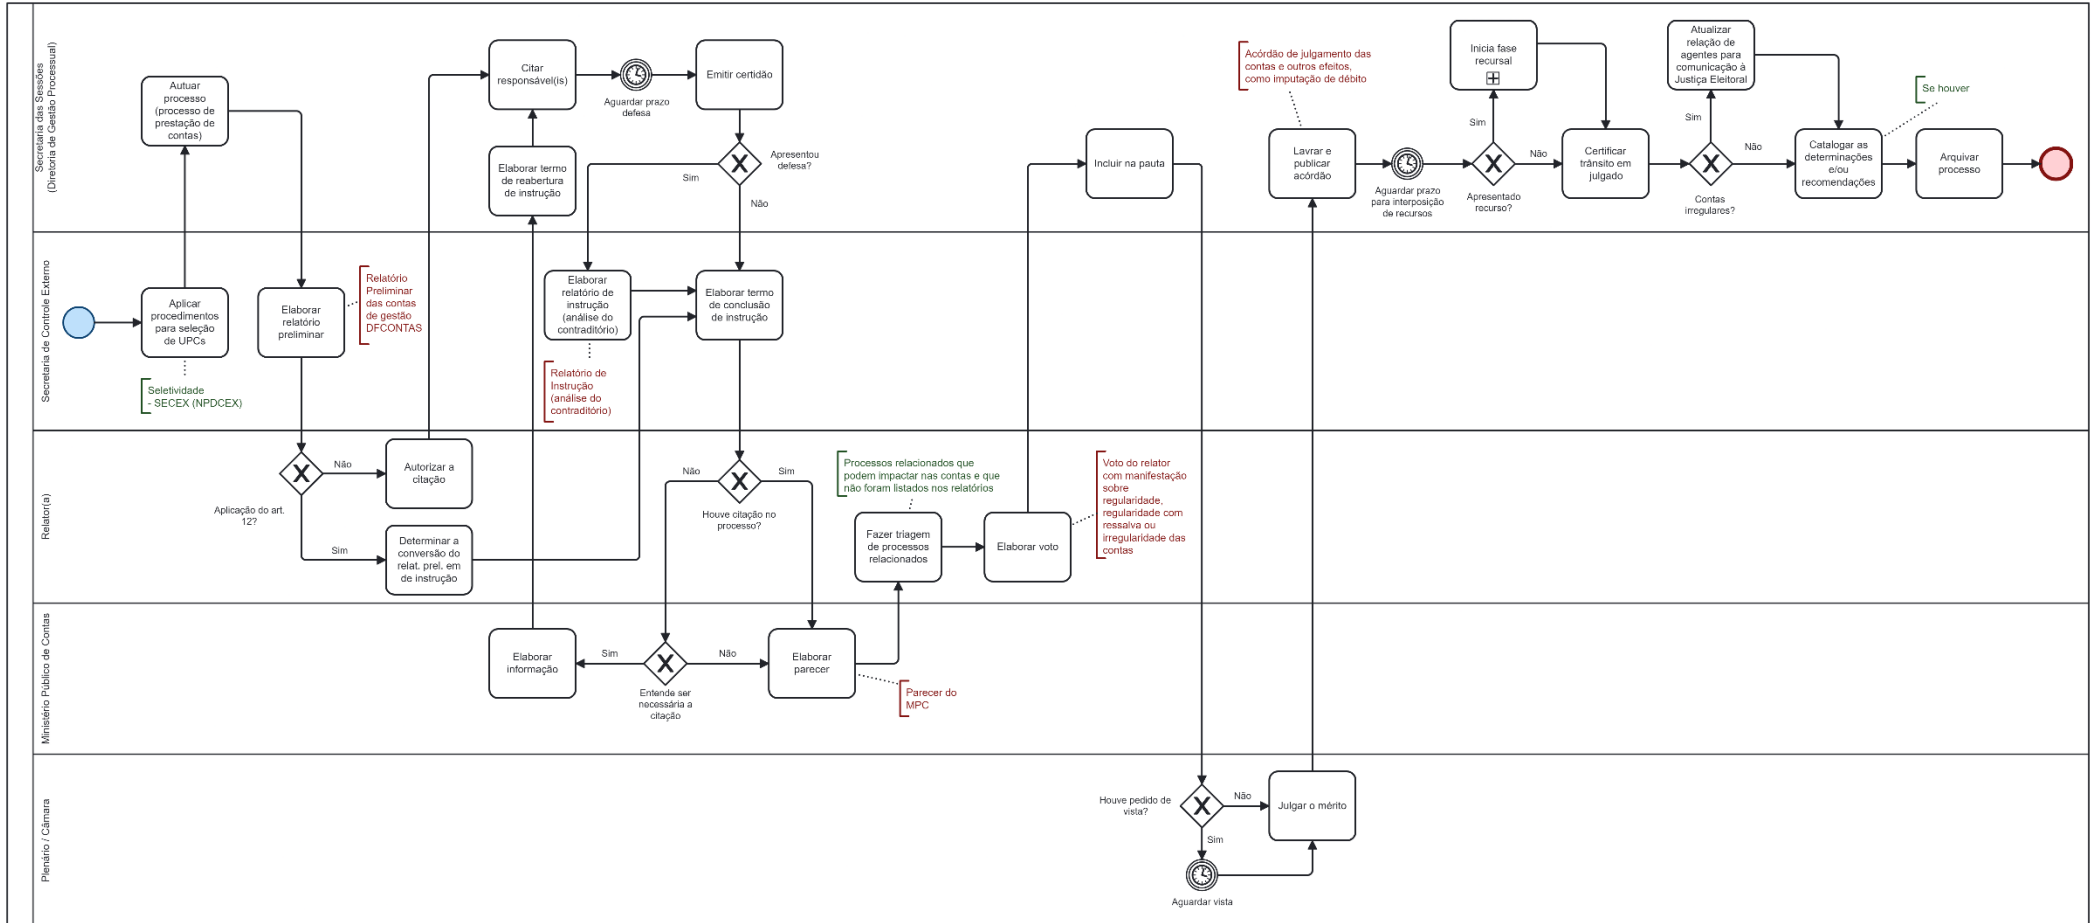 Secretaria das Sessões
(Diretoria de Gestão Processual)
Autuar
processo
(processo de
prestação de
contas)
Citar
responsável(is)
Aguardar prazo
defesa
Emitir certidão
Elaborar termo
de reabertura
de instrução
Apresentou
defesa?
Sim
Não
Incluir na pauta
Acórdão de julgamento das
contas e outros efeitos,
como imputação de débito
Lavrar e
publicar
acórdão
Aguardar prazo
para interposição
de recursos
Inicia fase
recursal
Sim
Apresentado
recurso?
Não
Certificar
trânsito em
julgado
Atualizar
relação de
agentes para
comunicação à
Justiça Eleitoral
Sim
Contas
irregulares?
Não
Catalogar as
determinações
e/ou
recomendações
Se houver
Arquivar
processo
Secretaria de Controle Externo
Aplicar
procedimentos
para seleção
de UPCs
Seletividade
- SECEX (NPDCEX)
Elaborar
relatório
preliminar
Relatório
Preliminar
das contas
de gestão
DFCONTAS
Elaborar
relatório de
instrução
(análise do
contraditório)
Relatório de
Instrução
(análise do
contraditório)
Elaborar termo
de conclusão
de instrução
Relator(a)
Aplicação do art.
12?
Não
Autorizar a
citação
Sim
Determinar a
conversão do
relat. prel. em
de instrução
Não
Sim
Houve citação no
processo?
Processos relacionados que
podem impactar nas contas e que
não foram listados nos relatórios
Fazer triagem
de processos
relacionados
Elaborar voto
Voto do relator
com manifestação
sobre
regularidade,
regularidade com
ressalva ou
irregularidade das
contas
Ministério Público de Contas
Elaborar
informação
Sim
Entende ser
necessária a
citação
Não
Elaborar
parecer
Parecer do
MPC
Plenário / Câmara
Houve pedido de
vista?
Não
Julgar o mérito
Sim
Aguardar vista